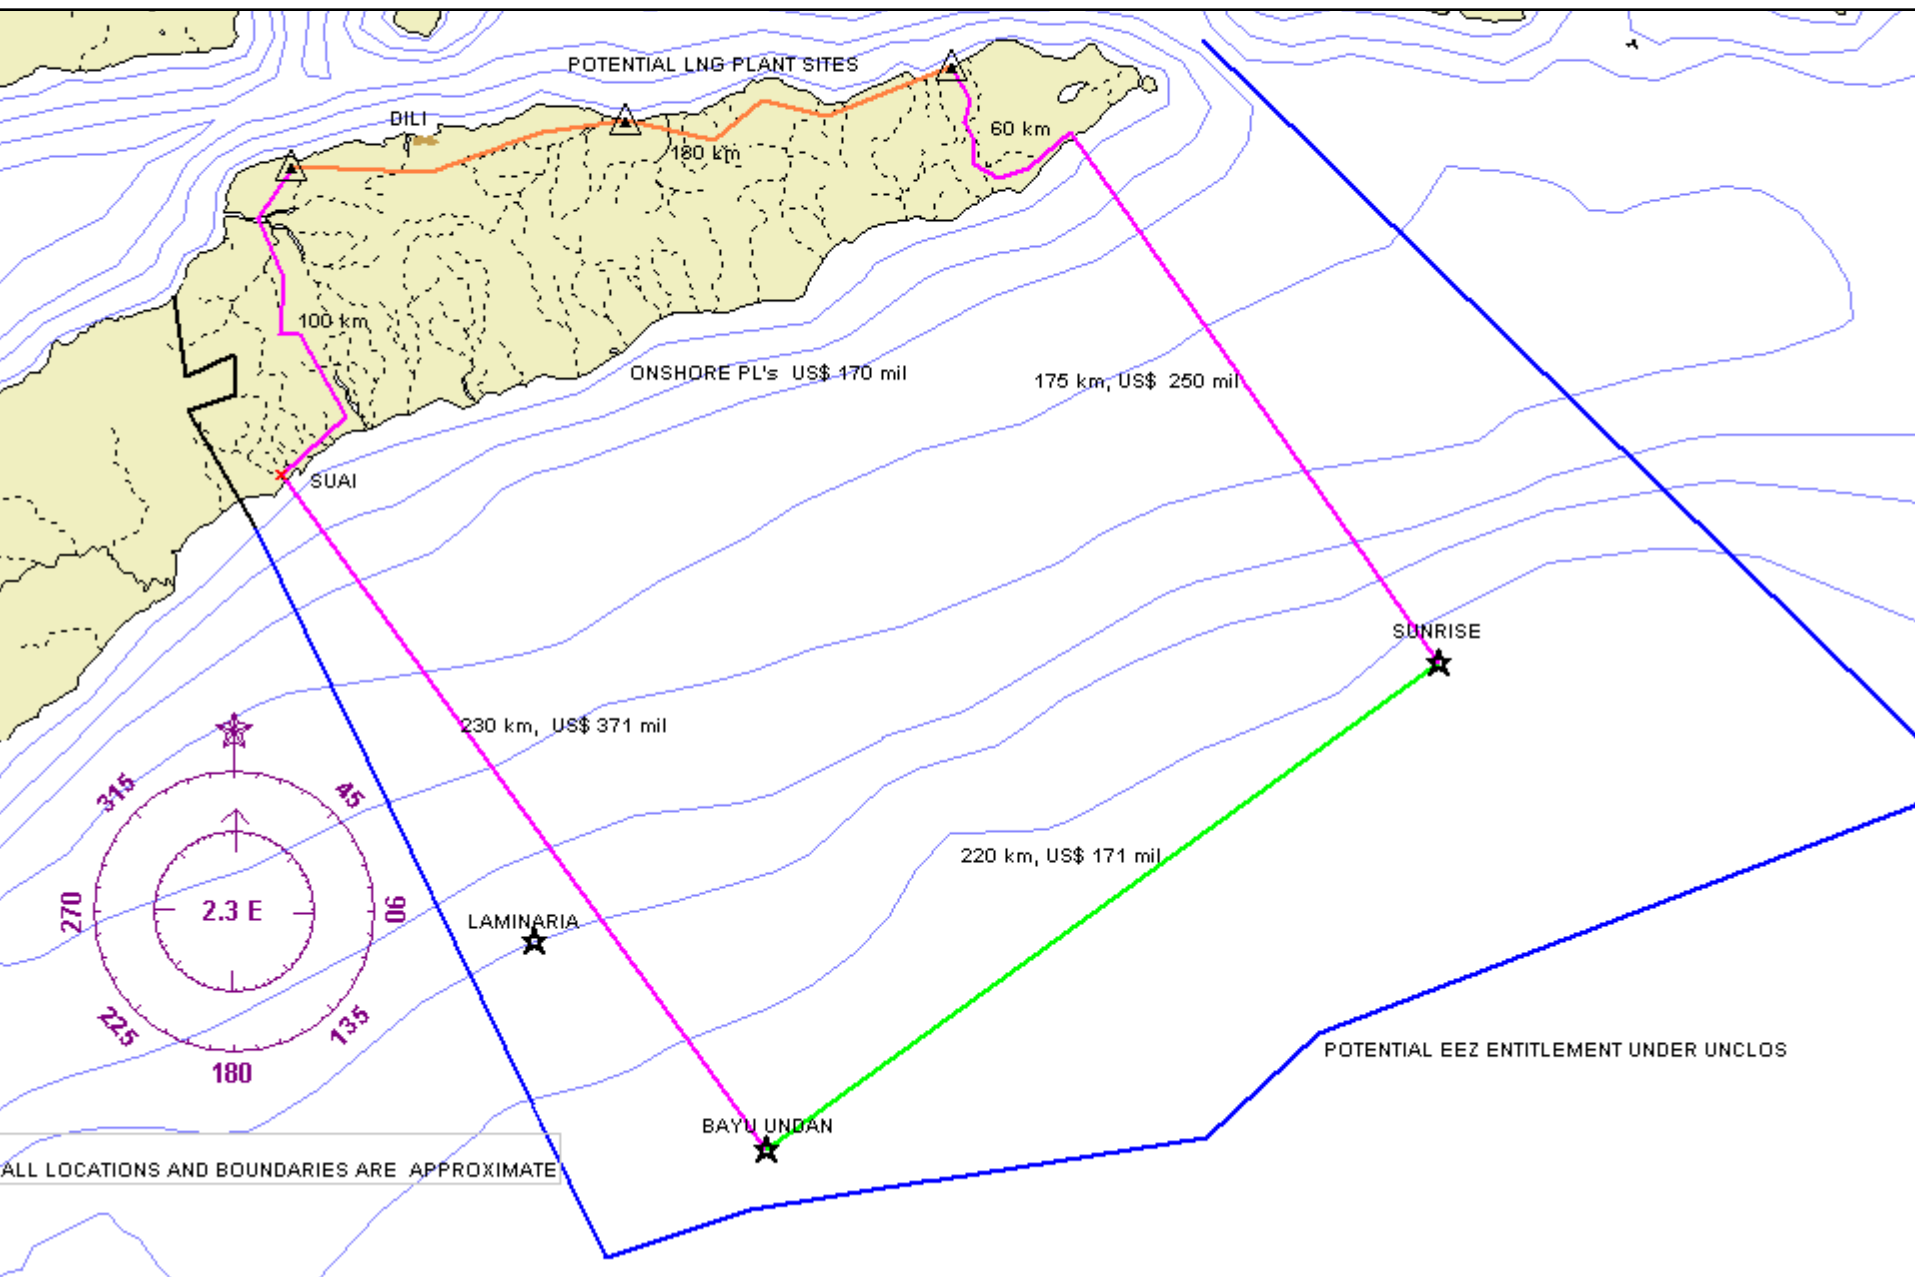 POTENTIAL LNG PLANT SITES
DILI
60 km
180 km
100 km
ONSHORE PL's US$ 170 mil
175 km, US$ 250 mil
SUAI
SUNRISE
230 km, US$ 371 mil
315
45
270
2.3 E
90
225
135
180
LAMINARIA
220 km, US$ 171 mil
POTENTIAL EEZ ENTITLEMENT UNDER UNCLOS
BAYU UNDAN
ALL LOCATIONS AND BOUNDARIES ARE APPROXIMATE